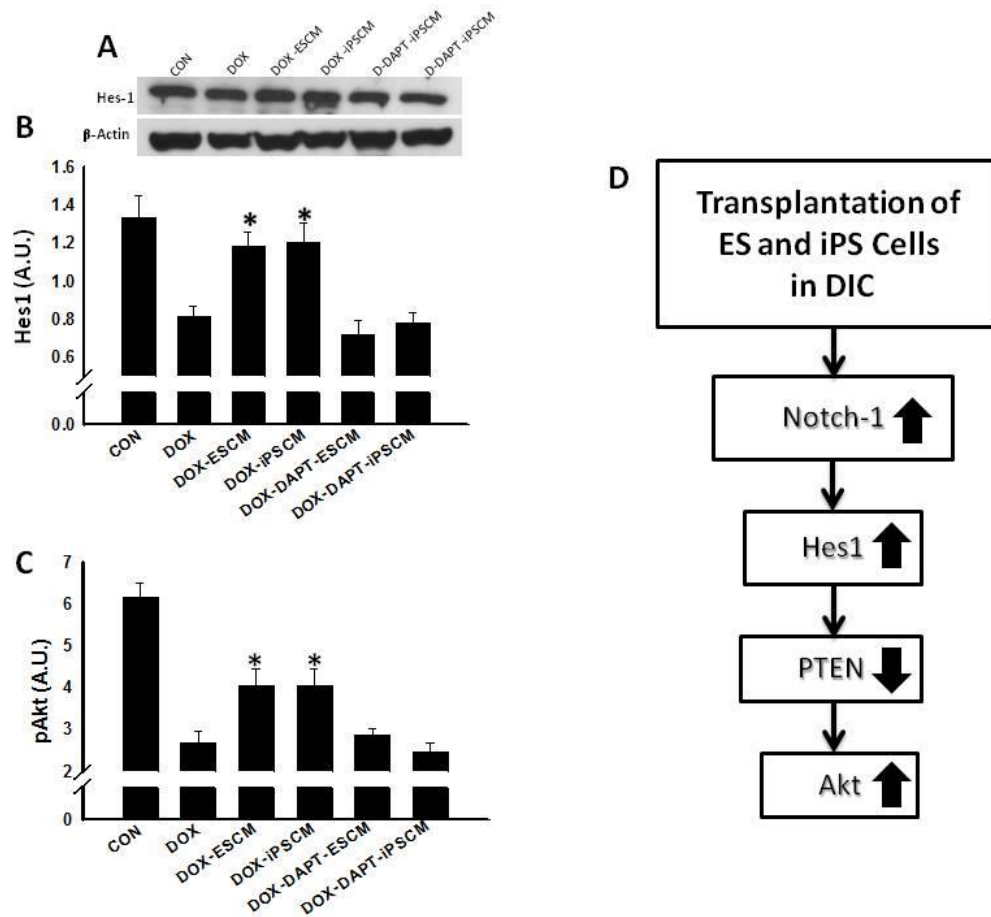 A
CON
DOX
DOX -ESCM
DOX -iPSCM
D-DAPT -iPSCM
D-DAPT -iPSCM
Hes-1
β-Actin
B
Hes1 (A.U.)
1.6
1.4
1.2
1.0
0.8
0.6
0.0
*
*
CON
DOX
DOX-ESCM
DOX-iPSCM
DOX-DAPT-ESCM
DOX-DAPT-iPSCM
C
pAkt (A.U.)
7
6
5
4
3
2
0
*
*
CON
DOX
DOX-ESCM
DOX-iPSCM
DOX-DAPT-ESCM
DOX-DAPT-iPSCM
D
Transplantation of
ES and iPS Cells
in DIC
Notch-1
Hes1
PTEN
Akt